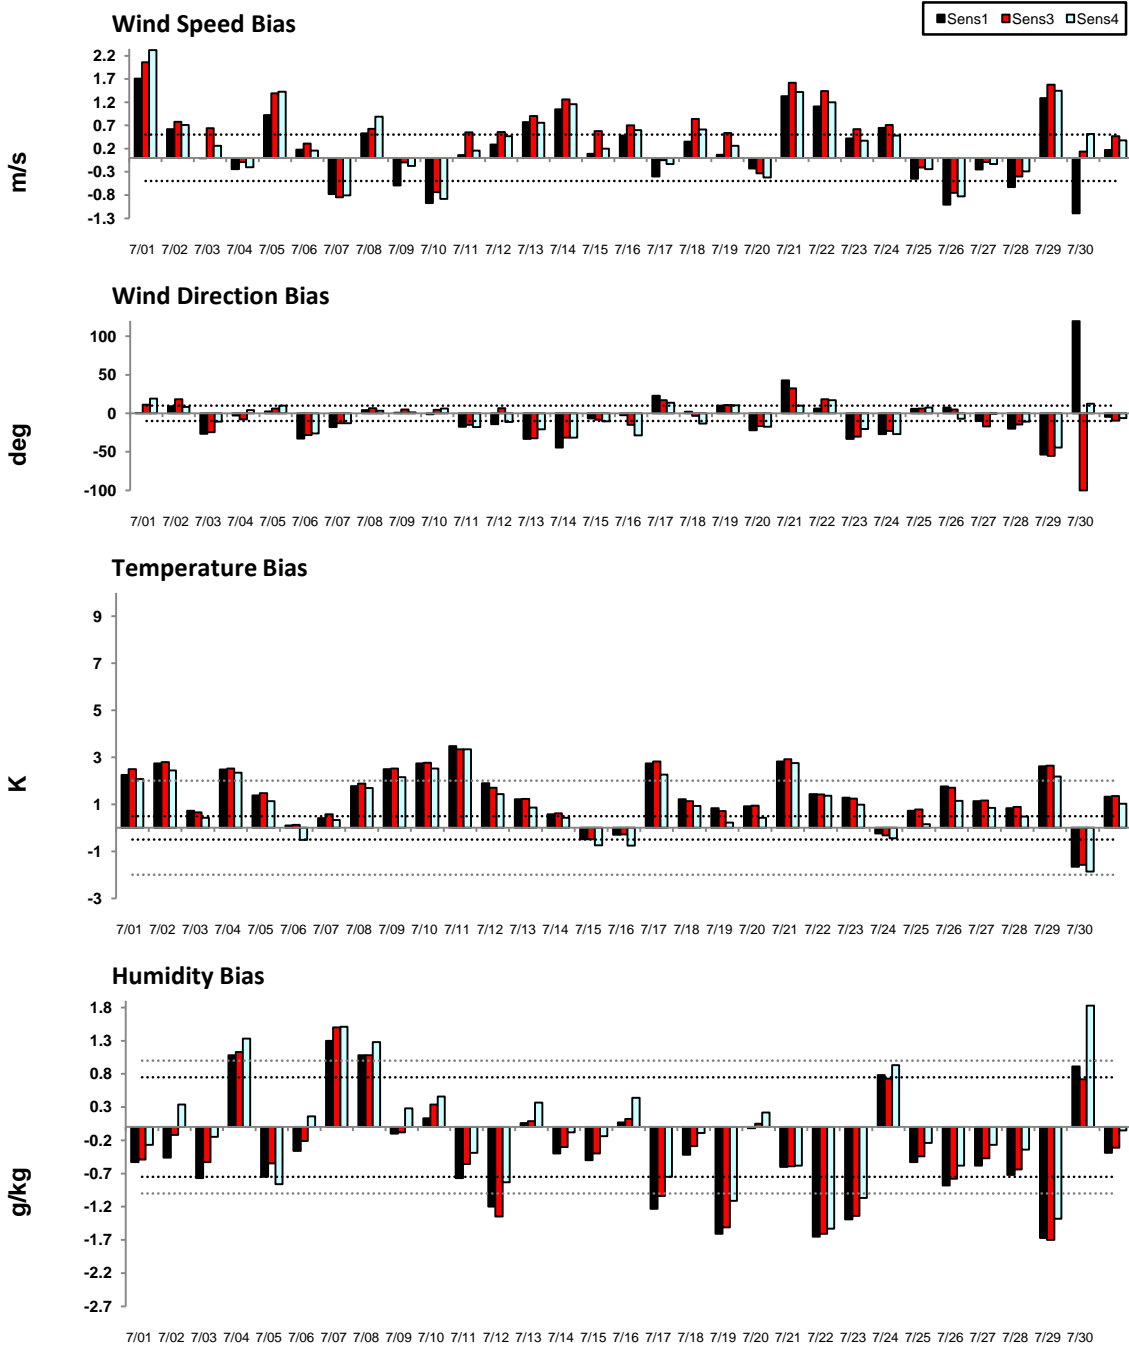 Wind Speed Bias
Sens1 Sens3 Sens4
2.2
1.7
1.2
0.7
0.2
-0.3
-0.8
-1.3
m/s
7/01 7/02 7/03 7/04 7/05 7/06 7/07 7/08 7/09 7/10 7/11 7/12 7/13 7/14 7/15 7/16 7/17 7/18 7/19 7/20 7/21 7/22 7/23 7/24 7/25 7/26 7/27 7/28 7/29 7/30
Wind Direction Bias
100
50
0
-50
-100
deg
7/01 7/02 7/03 7/04 7/05 7/06 7/07 7/08 7/09 7/10 7/11 7/12 7/13 7/14 7/15 7/16 7/17 7/18 7/19 7/20 7/21 7/22 7/23 7/24 7/25 7/26 7/27 7/28 7/29 7/30
Temperature Bias
9
7
5
3
1
-1
-3
K
7/01 7/02 7/03 7/04 7/05 7/06 7/07 7/08 7/09 7/10 7/11 7/12 7/13 7/14 7/15 7/16 7/17 7/18 7/19 7/20 7/21 7/22 7/23 7/24 7/25 7/26 7/27 7/28 7/29 7/30
Humidity Bias
1.8
1.3
0.8
0.3
-0.2
-0.7
-1.2
-1.7
-2.2
-2.7
g/kg
7/01 7/02 7/03 7/04 7/05 7/06 7/07 7/08 7/09 7/10 7/11 7/12 7/13 7/14 7/15 7/16 7/17 7/18 7/19 7/20 7/21 7/22 7/23 7/24 7/25 7/26 7/27 7/28 7/29 7/30